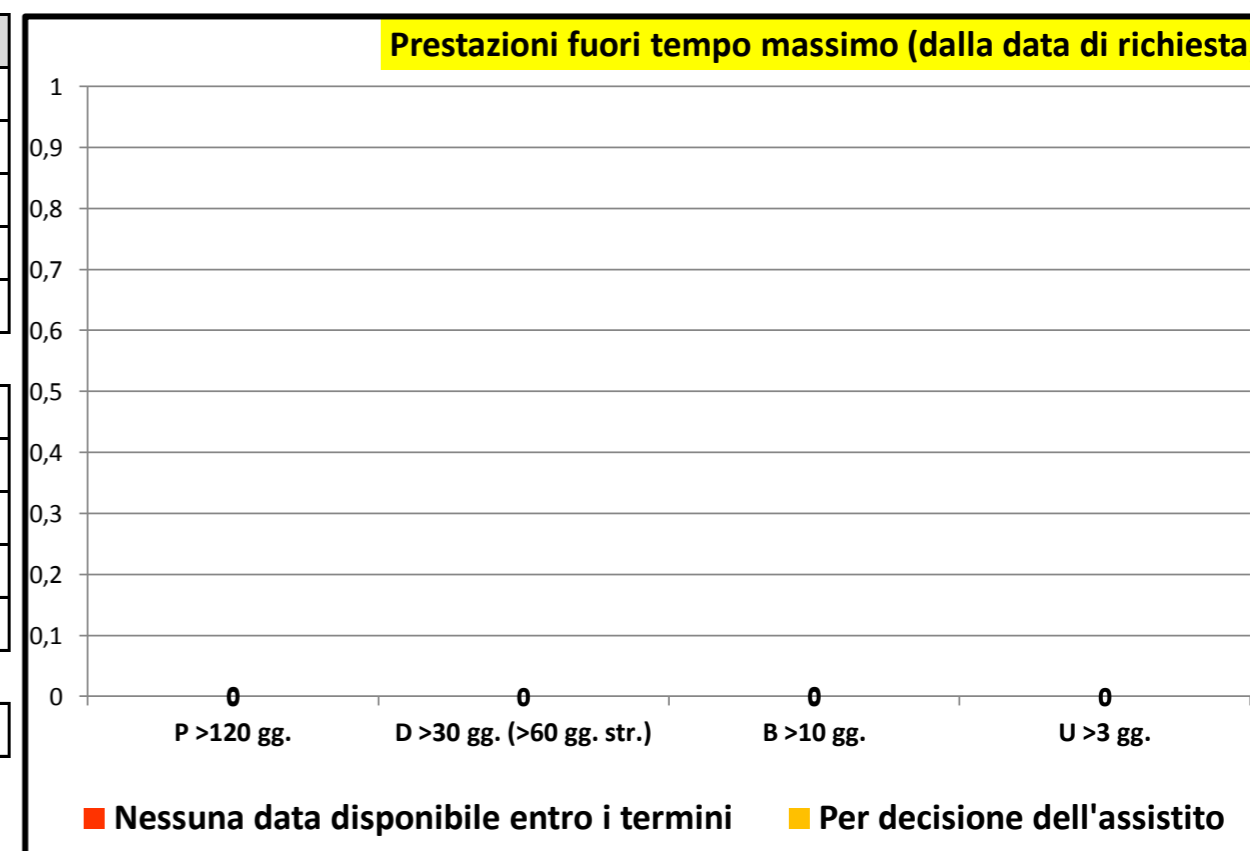 Prestazioni fuori tempo massimo (dalla data di richiesta
1
0,9
0,8
0,7
0,6
0,5
0,4
0,3
0,2
0,1
0
0 0 0 0
P >120 gg. D >30 gg. (>60 gg. str.) B >10 gg. U >3 gg.
Nessuna data disponibile entro i termini Per decisione dell'assistito